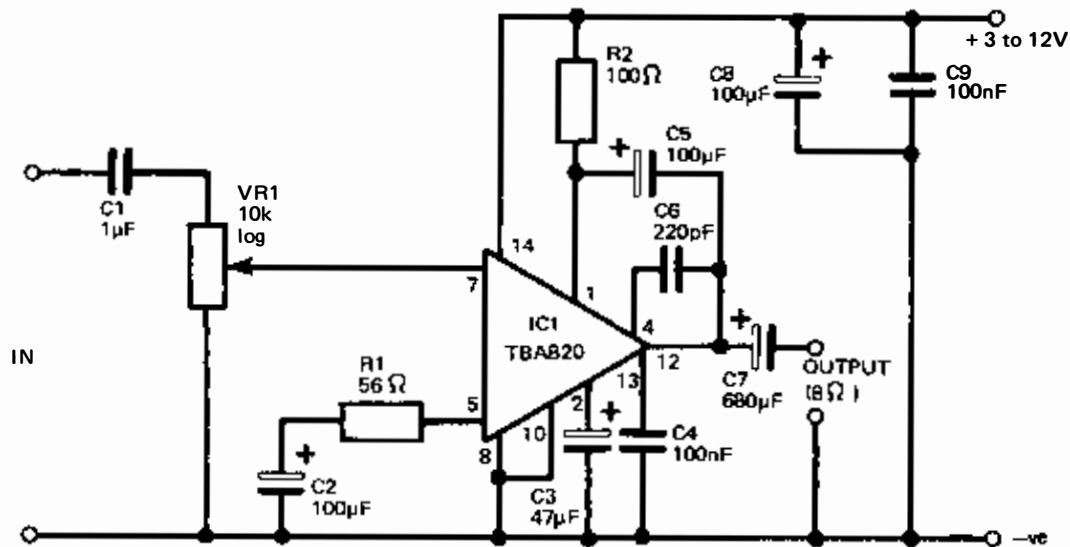 + 3 to 12V
R2
100Ω
C8
100µF
+
C9
100nF
+
C5
100µF
C1
1µF
VR1
10k
log
C6
220pF
14
7
1
4
+
IC1
TBA820
12
IN
R1
56Ω
C7
680µF
OUTPUT
(8Ω)
13
5
2
+
10
8
C4
100nF
+
C2
100µF
C3
47µF
−ve